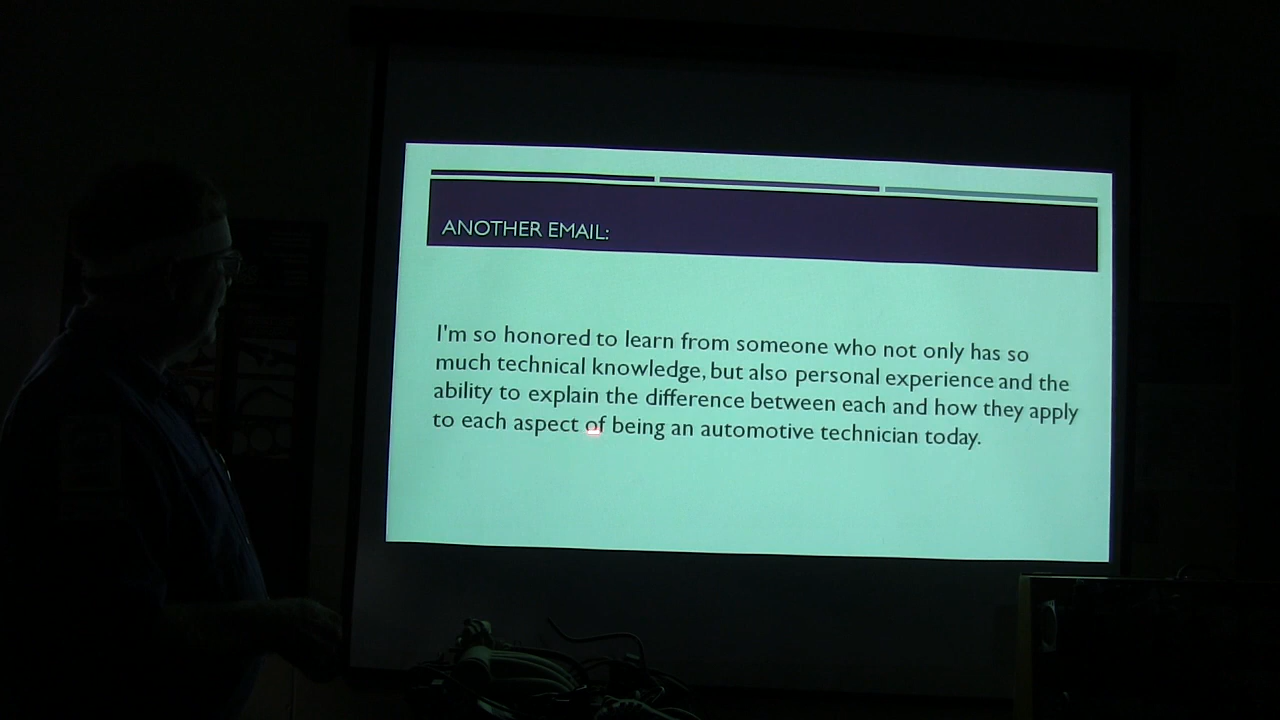 ANOTHER EMAIL:
I'm so honored to learn from someone who not only has so
much technical knowledge, but also personal experience and the
ability to explain the difference between each and how they apply
to each aspect of being an automotive technician today.